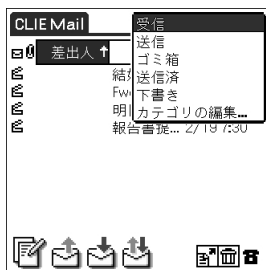 CLIE Mail
受信
送信
ゴミ箱
送信済
下書き
カテゴリの編集...
差出人
結
Fw
明
報告書提... 2/19 7:30